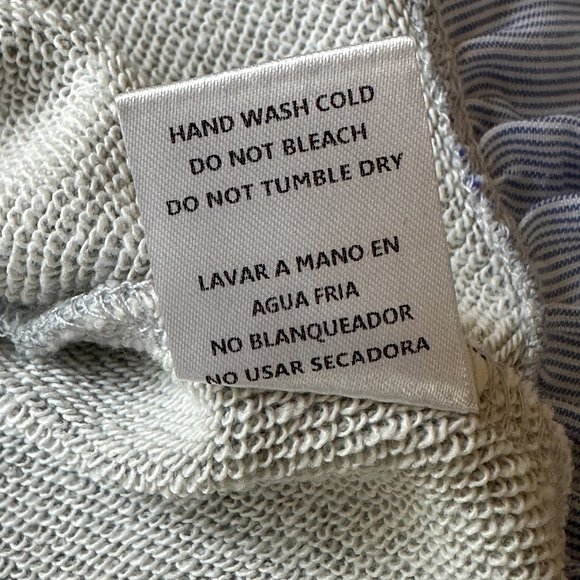 HAND WASH COLD
DO NOT BLEACH
DO NOT TUMBLE DRY
LAVAR A MANO EN
AGUA FRIA
NO BLANQUEADOR
NO USAR SECADORA